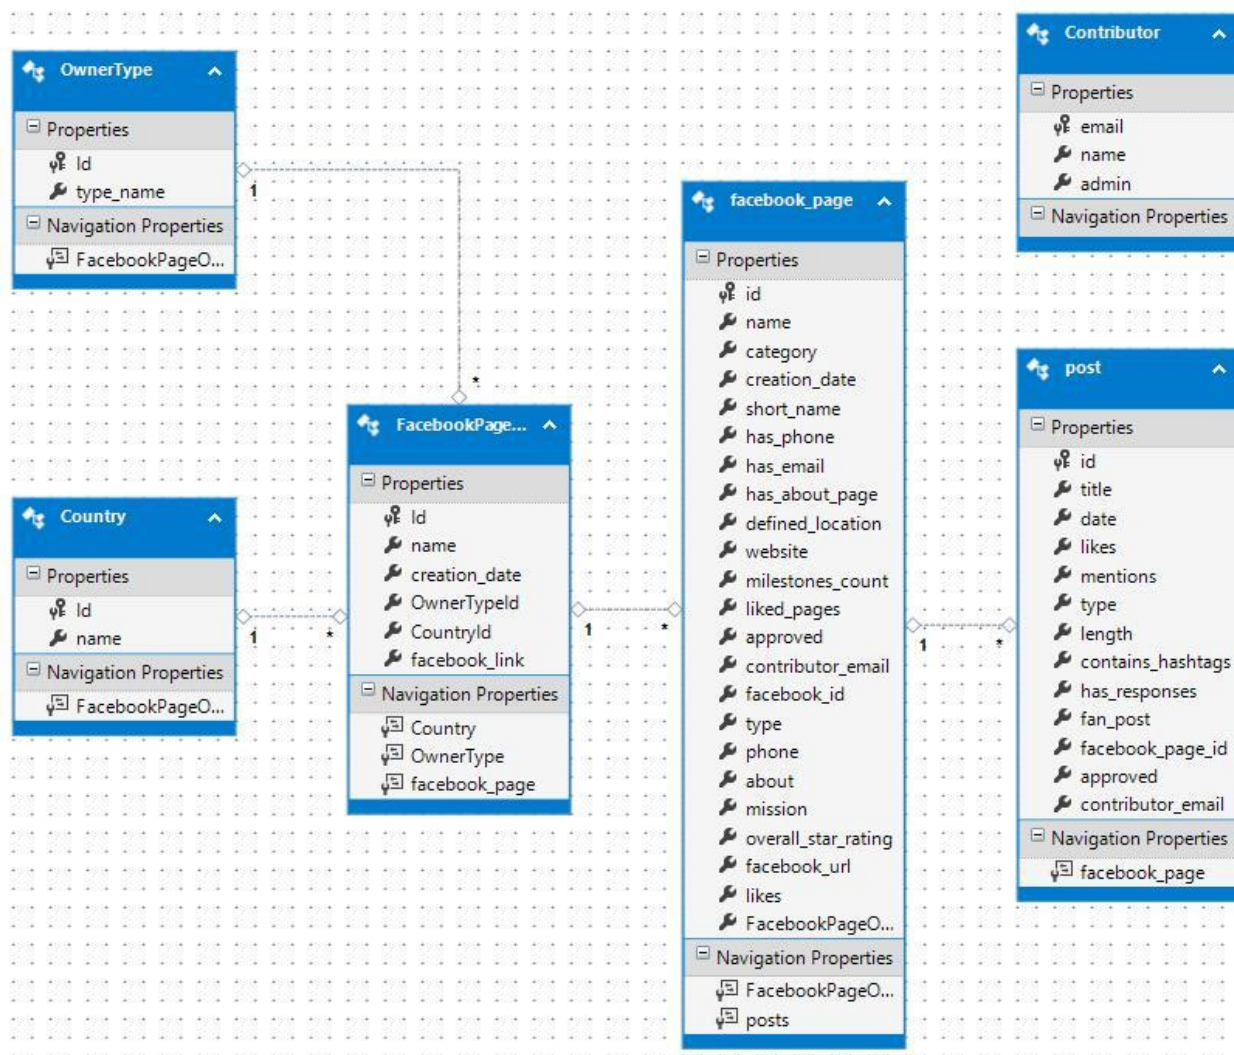 OwnerType
Properties
Id
type_name
Navigation Properties
FacebookPageO...
1
*
Country
Properties
Id
name
Navigation Properties
FacebookPageO...
1
*
FacebookPage...
Properties
Id
name
creation_date
OwnerTypeId
CountryId
facebook_link
Navigation Properties
Country
OwnerType
facebook_page
1
*
facebook_page
Properties
id
name
category
creation_date
short_name
has_phone
has_email
has_about_page
defined_location
website
milestones_count
liked_pages
approved
contributor_email
facebook_id
type
phone
about
mission
overall_star_rating
facebook_url
likes
FacebookPageO...
Navigation Properties
FacebookPageO...
posts
1
*
Contributor
Properties
email
name
admin
Navigation Properties
post
Properties
id
title
date
likes
mentions
type
length
contains_hashtags
has_responses
fan_post
facebook_page_id
approved
contributor_email
Navigation Properties
facebook_page